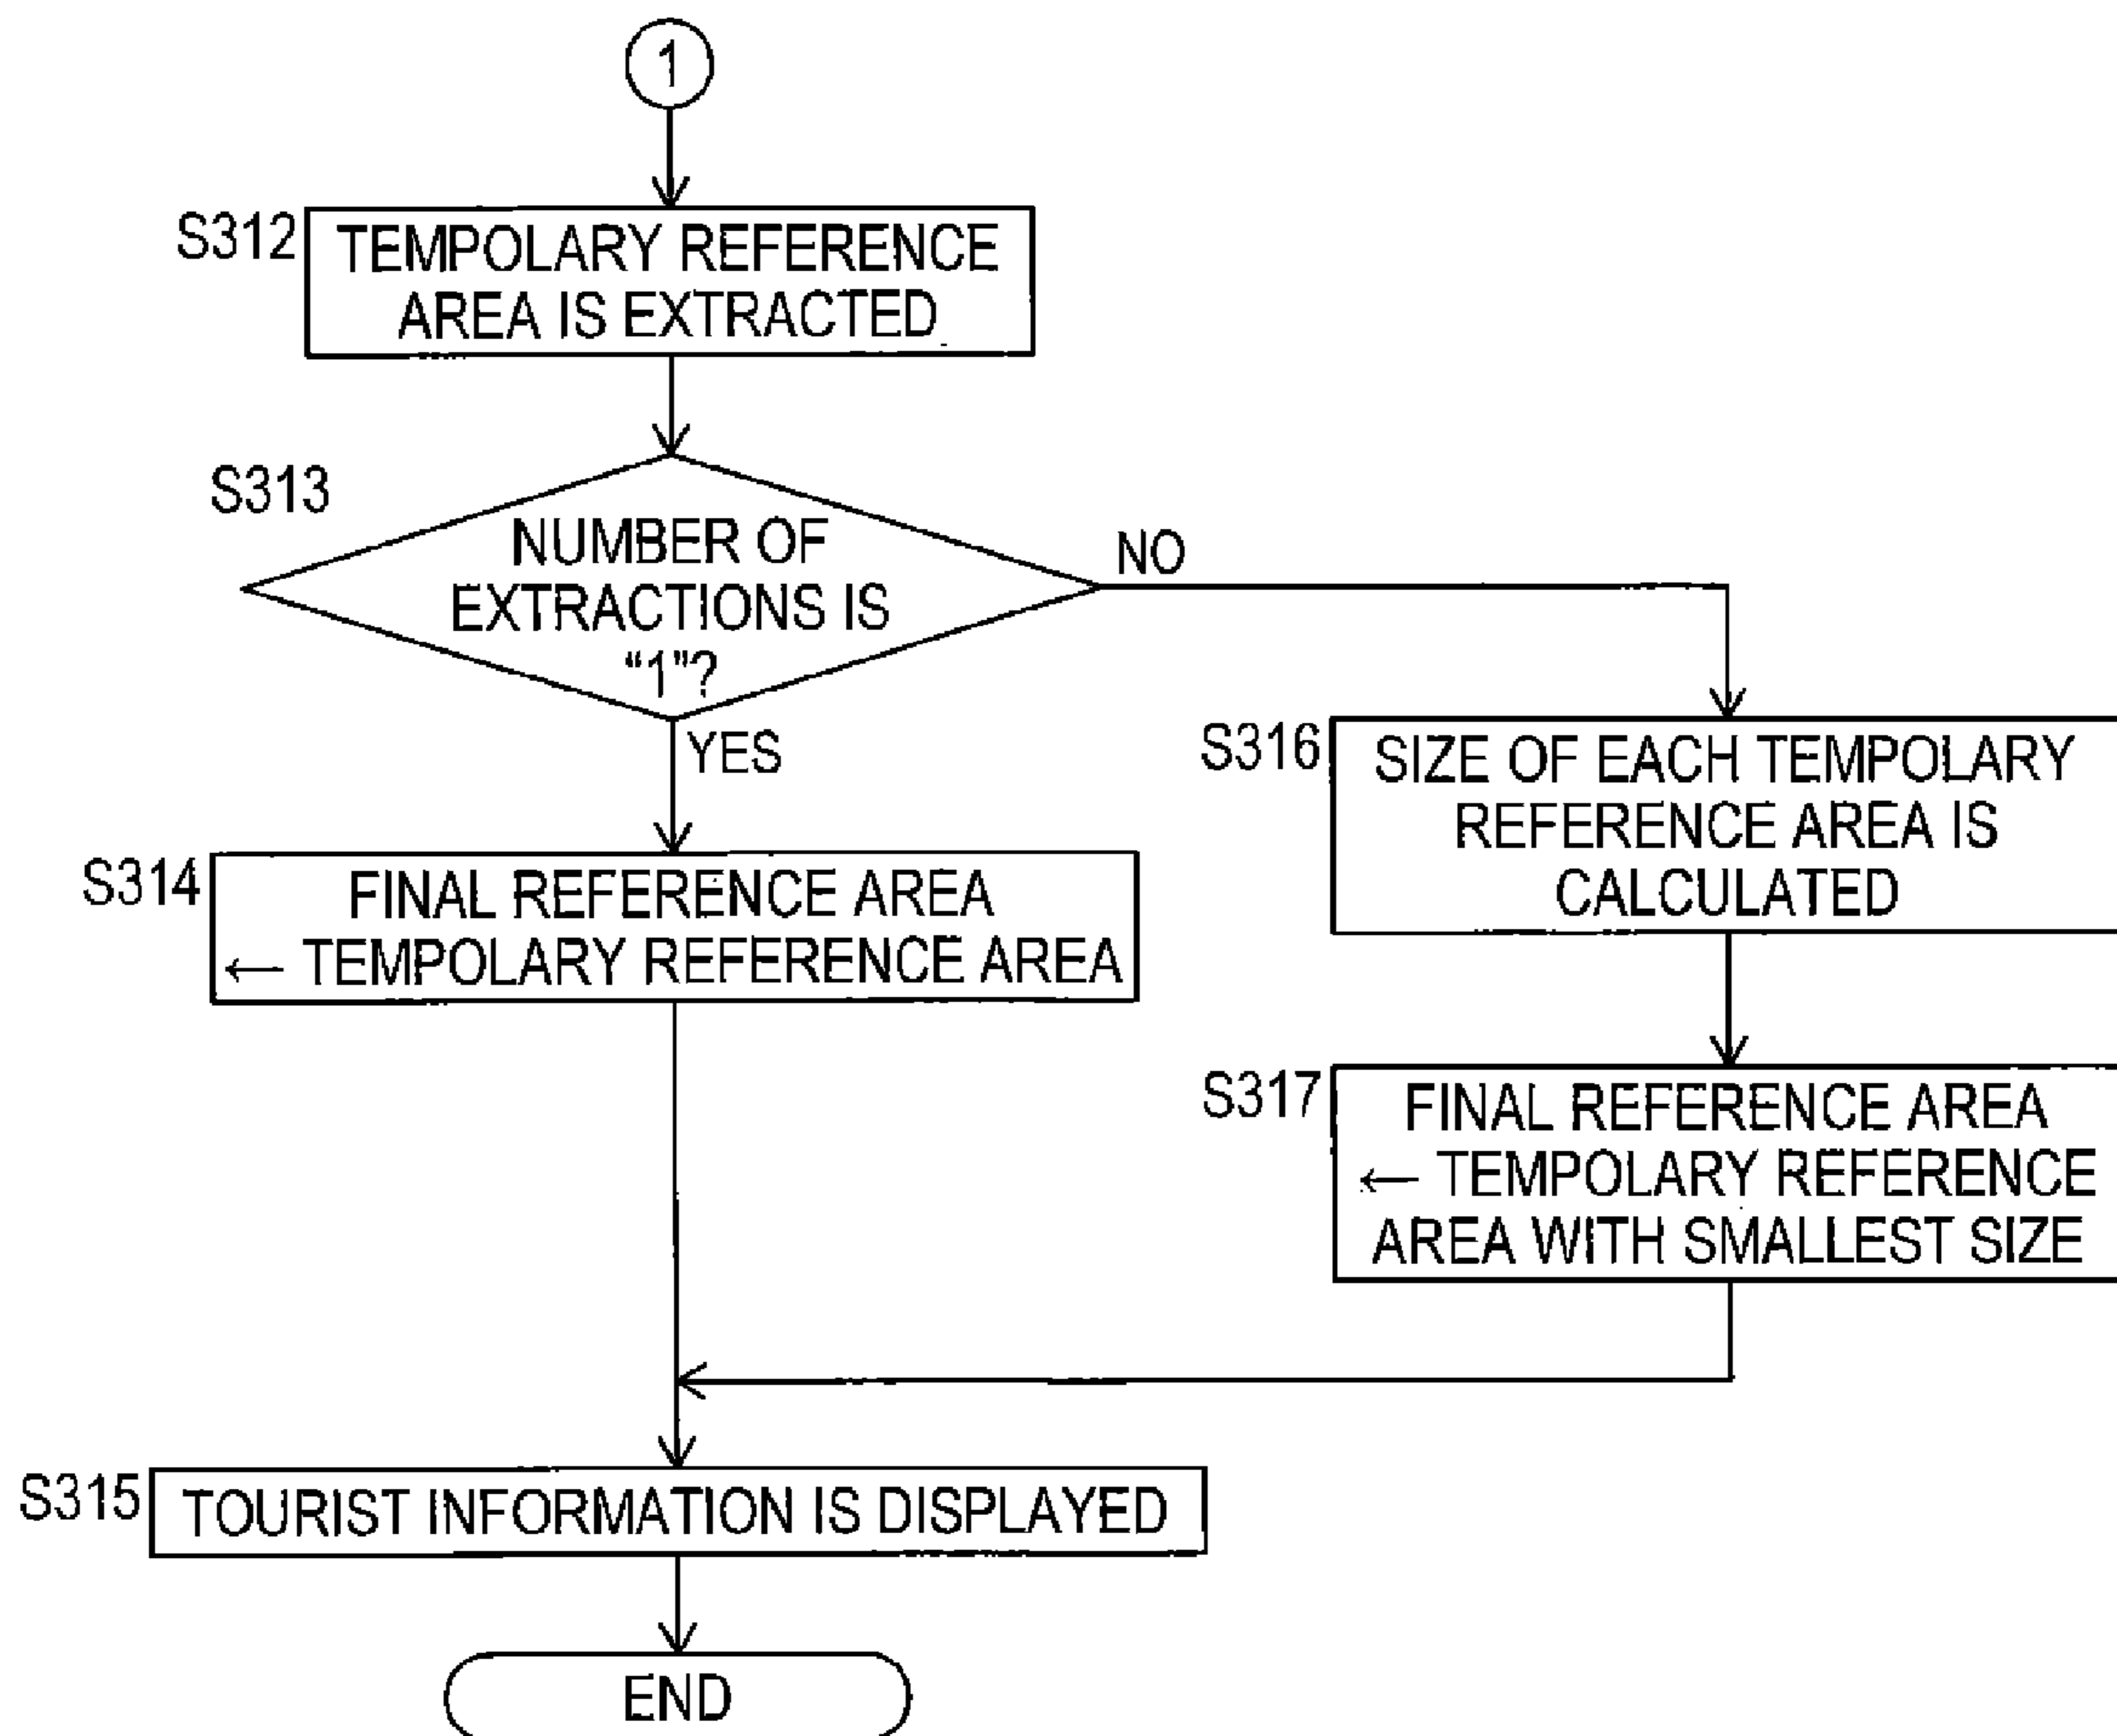 1
S312
TEMPOLARY REFERENCE
AREA IS EXTRACTED
S313
NUMBER OF
EXTRACTIONS IS
“1”?
NO
YES
S314
FINAL REFERENCE AREA
← TEMPOLARY REFERENCE AREA
S316
SIZE OF EACH TEMPOLARY
REFERENCE AREA IS
CALCULATED
S317
FINAL REFERENCE AREA
← TEMPOLARY REFERENCE
AREA WITH SMALLEST SIZE
S315
TOURIST INFORMATION IS DISPLAYED
END